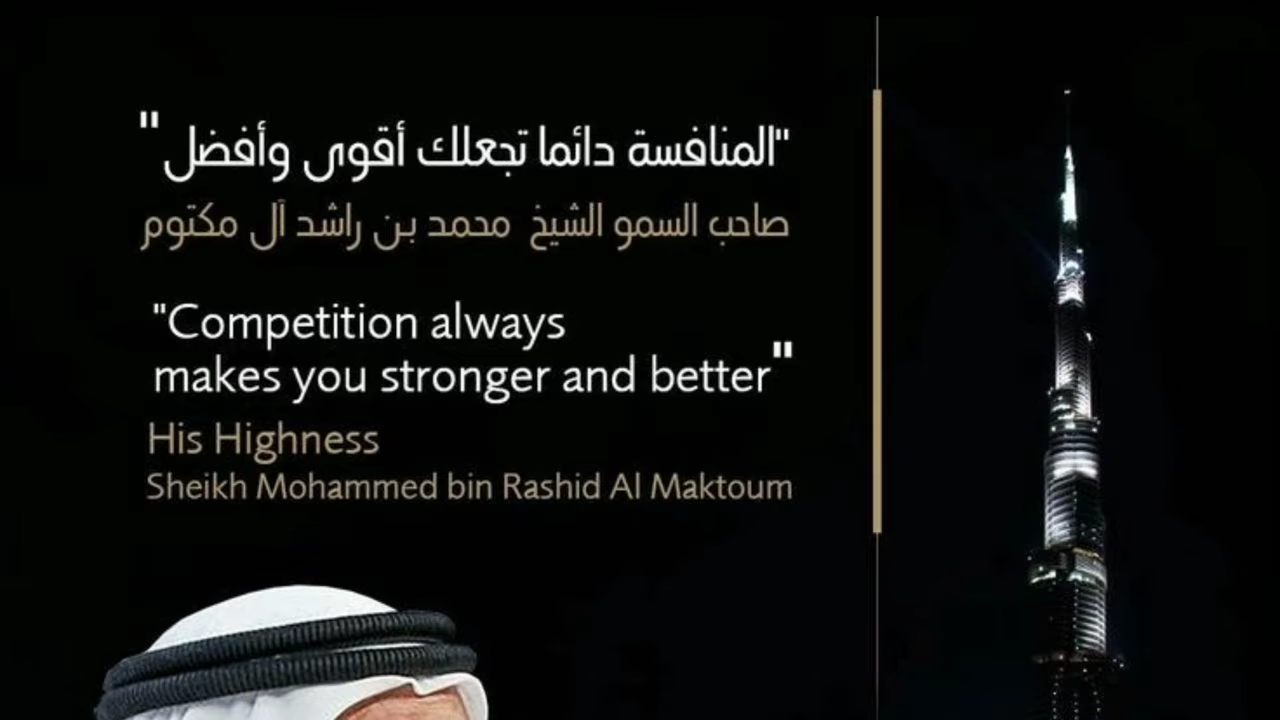 "المنافسة دائما تجعلك أقوى وأفضل"
صاحب السمو الشيخ محمد بن راشد آل مكتوم
"Competition always
makes you stronger and better"
His Highness
Sheikh Mohammed bin Rashid Al Maktoum